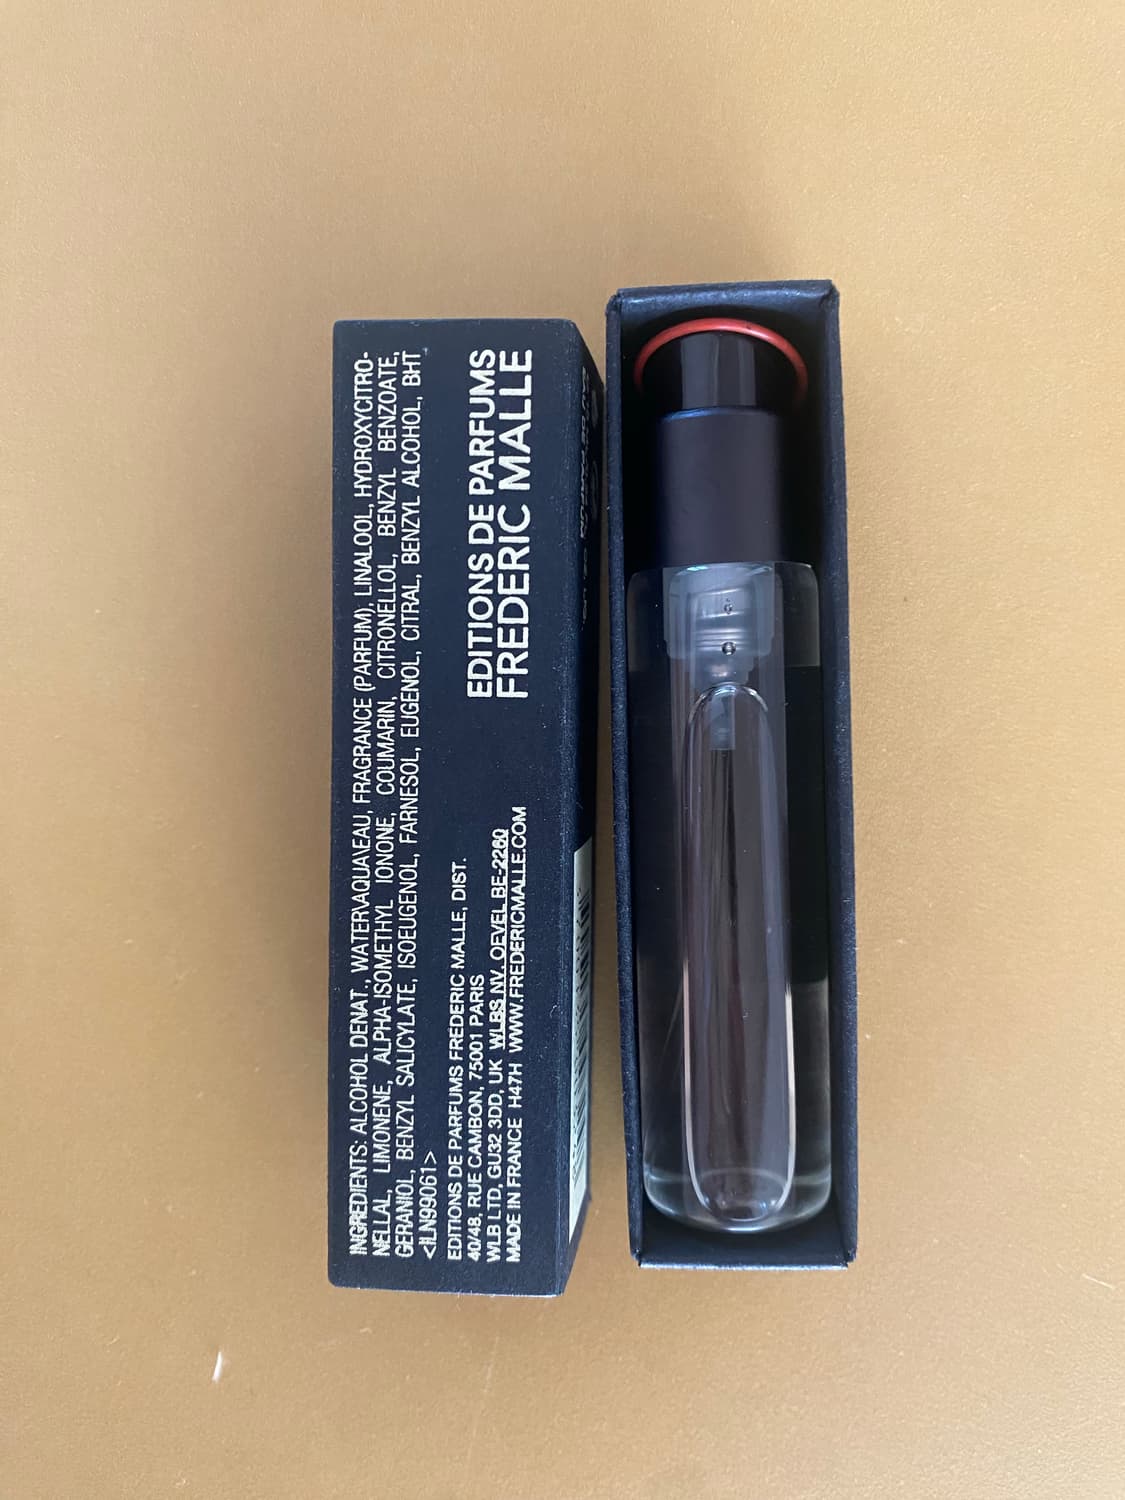 INGREDIENTS: ALCOHOL DENAT., WATER\AQUA\EAU, FRAGRANCE (PARFUM), LINALOOL, HYDROXYCITRO-
NELLAL, LIMONENE, ALPHA-ISOMETHYL IONONE, COUMARIN, CITRONELLOL, BENZYL BENZOATE,
GERANIOL, BENZYL SALICYLATE, ISOEUGENOL, FARNESOL, EUGENOL, CITRAL, BENZYL ALCOHOL, BHT
<ILN99061>
EDITIONS DE PARFUMS FREDERIC MALLE, DIST.
40/48, RUE CAMBON, 75001 PARIS
WLB LTD, GU32 3DD, UK WLBS NV. OEVEL BE-2260
MADE IN FRANCE H47H WWW.FREDERICMALLE.COM
EDITIONS DE PARFUMS
FREDERIC MALLE